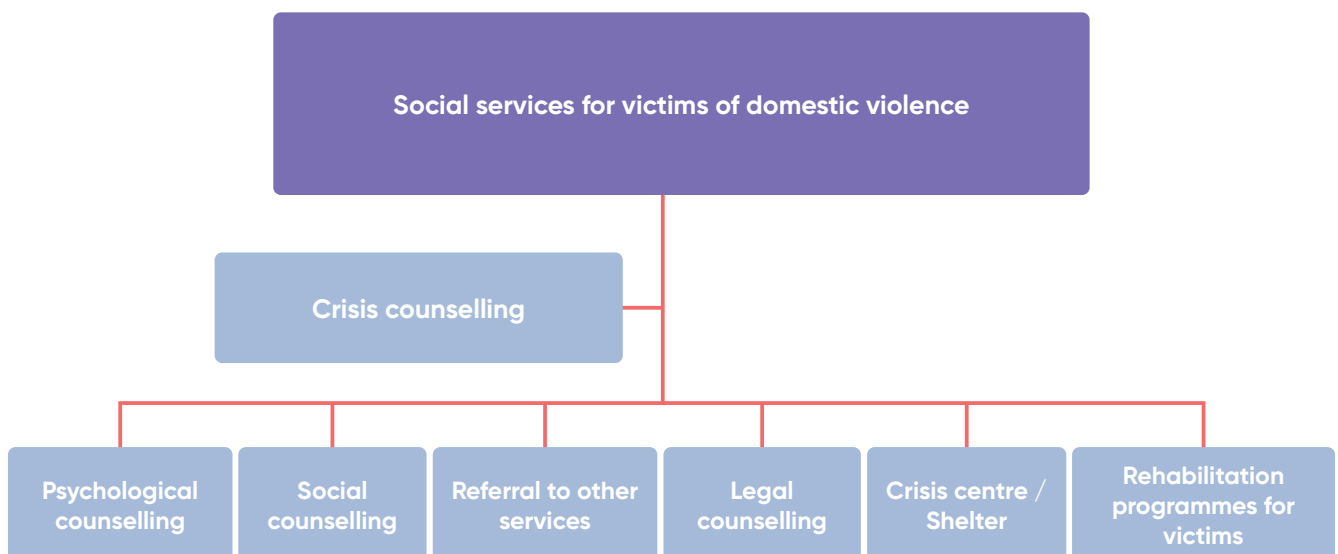 Social services for victims of domestic violence
Crisis counselling
Psychological
counselling
Social
counselling
Referral to other
services
Legal
counselling
Crisis centre /
Shelter
Rehabilitation
programmes for
victims